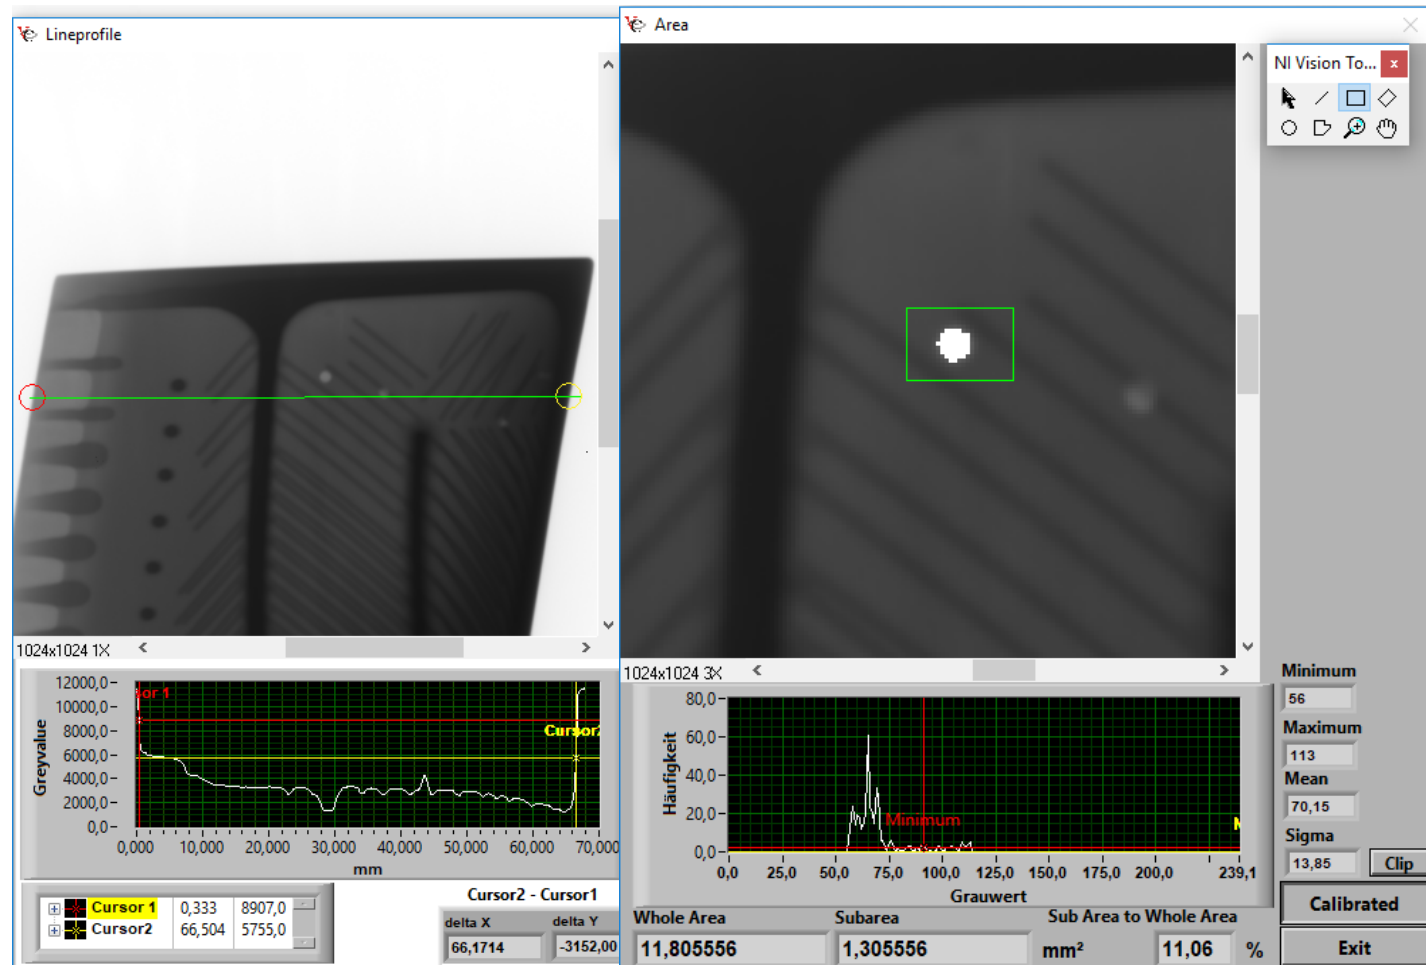 Lineprofile
1024x1024 1X
12000,0
10000,0
8000,0
6000,0
4000,0
2000,0
0,0
Greyvalue
sor 1
Cursor2
0,000 10,000 20,000 30,000 40,000 50,000 60,000 70,000
mm
Cursor 1 0,333 8907,0
Cursor2 66,504 5755,0
Cursor2 - Cursor1
delta X delta Y
66,1714 -3152,00
Area
NI Vision To... x
1024x1024 3X
80,0
60,0
40,0
20,0
0,0
Häufigkeit
Minimum
0,0 25,0 50,0 75,0 100,0 125,0 150,0 175,0 200,0 239,1
Grauwert
Whole Area Subarea Sub Area to Whole Area
11,805556 1,305556 mm² 11,06 %
Minimum
56
Maximum
113
Mean
70,15
Sigma
13,85 Clip
Calibrated
Exit